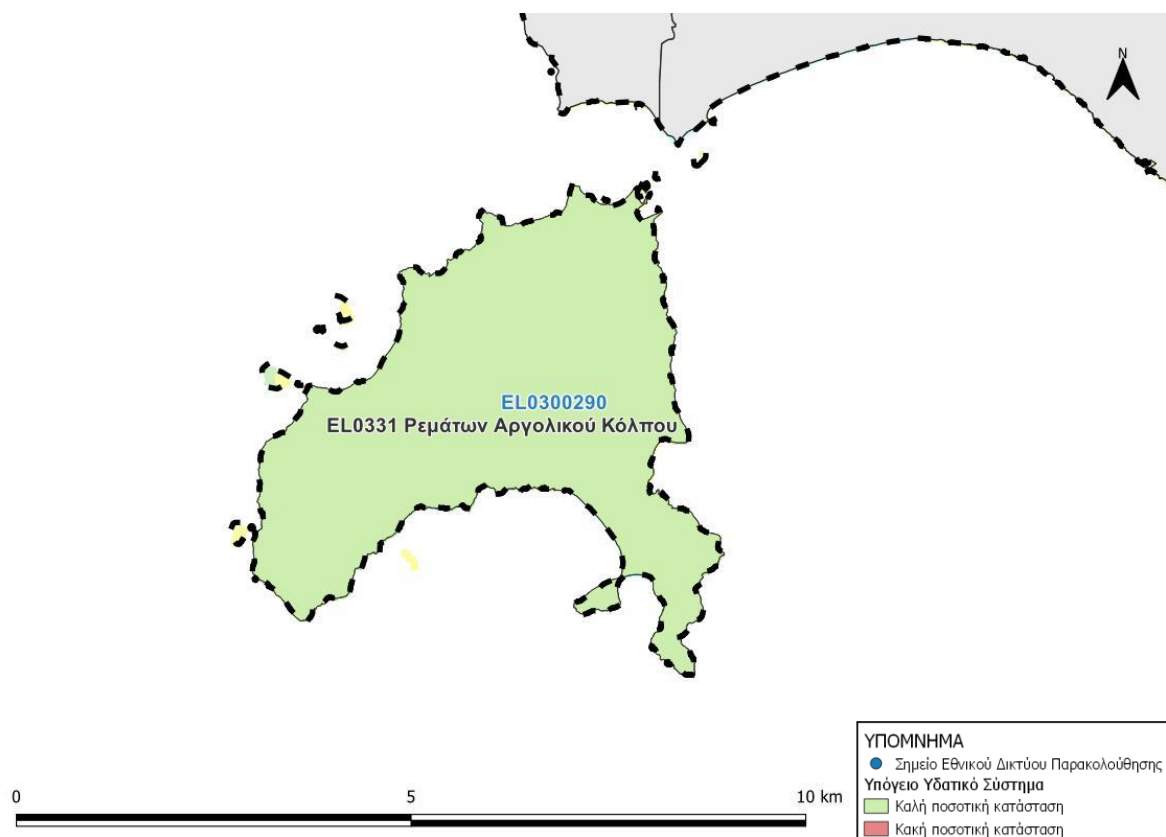 N
EL0300290
EL0331 Ρεμάτων Αργολικού Κόλπου
0 5 10 km
ΥΠΟΜΝΗΜΑ
Σημείο Εθνικού Δικτύου Παρακολούθησης
Υπόγειο Υδατικό Σύστημα
Καλή ποσοτική κατάσταση
Κακή ποσοτική κατάσταση